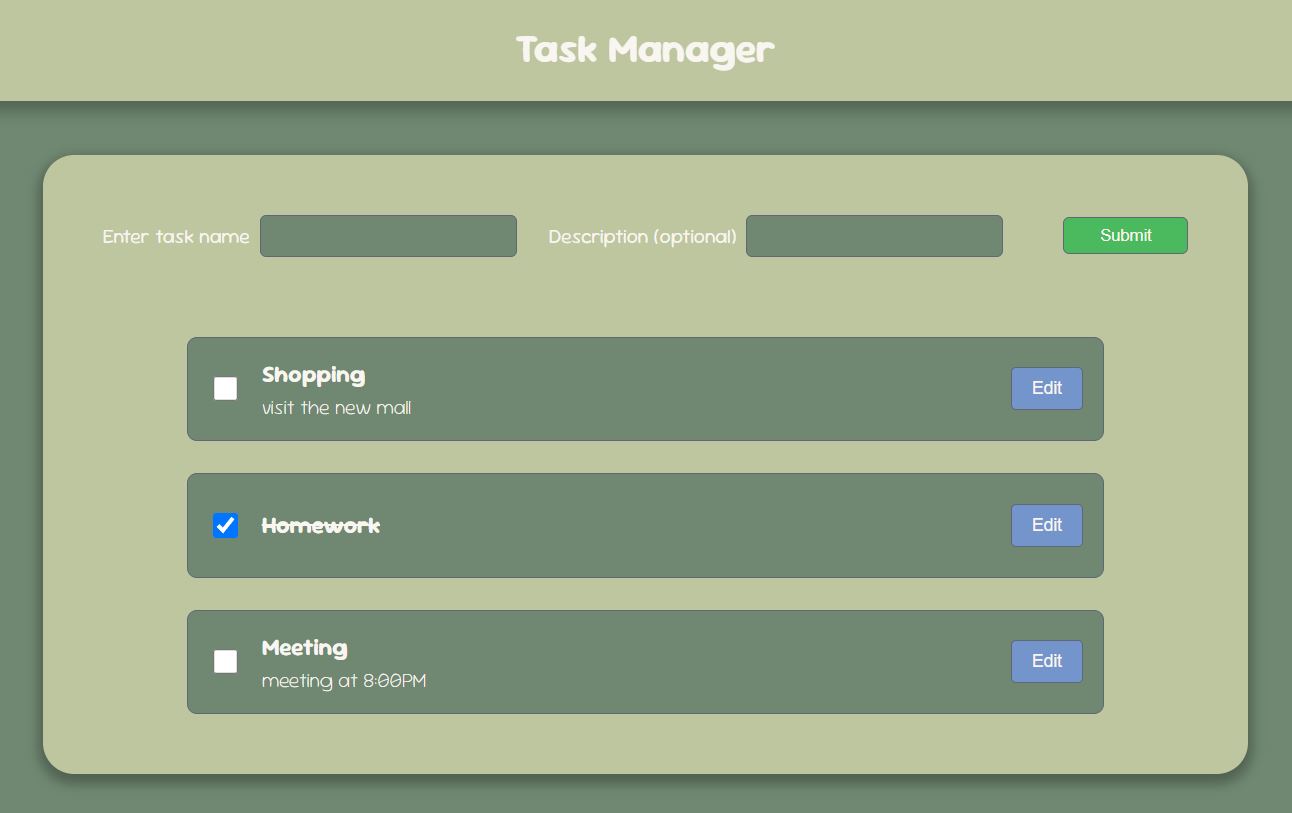 Task Manager
Enter task name
Description (optional)
Submit
Shopping
visit the new mall
Edit
Homework
Edit
Meeting
meeting at 8:00PM
Edit